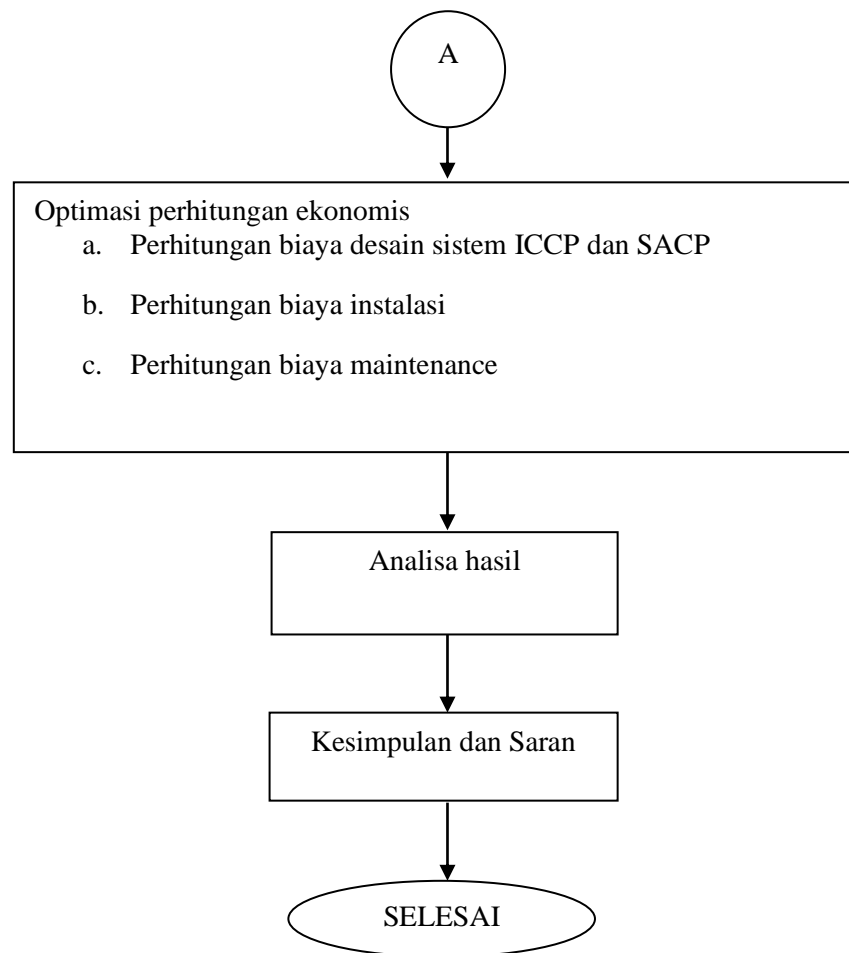 A
Optimasi perhitungan ekonomis
a. Perhitungan biaya desain sistem ICCP dan SACP
b. Perhitungan biaya instalasi
c. Perhitungan biaya maintenance
Analisa hasil
Kesimpulan dan Saran
SELESAI